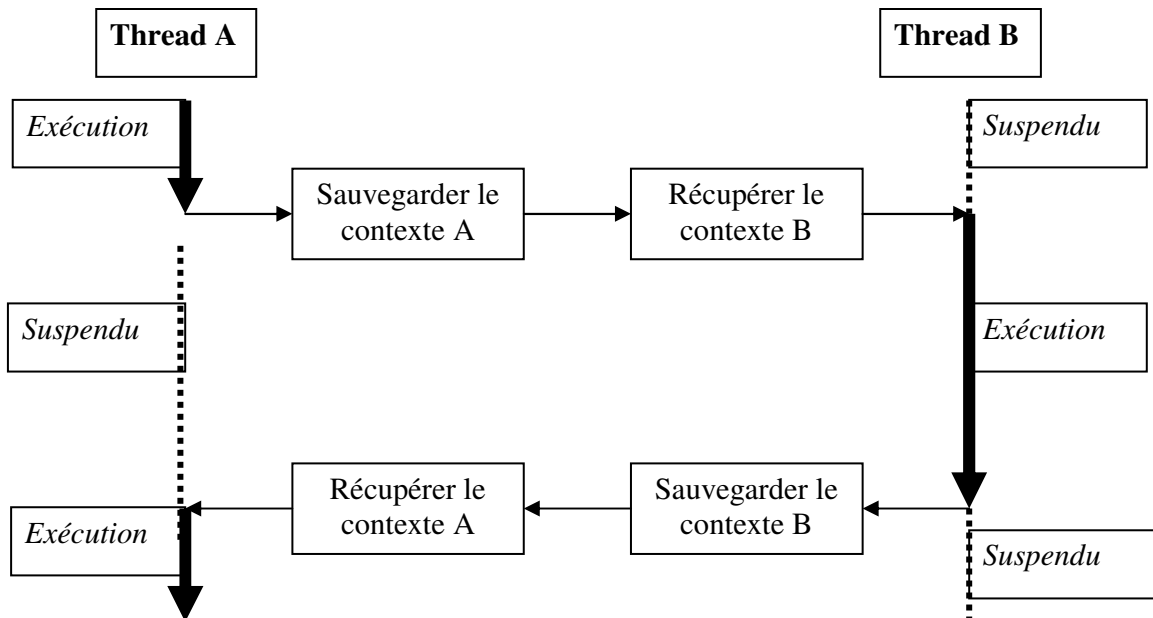 Thread A
Thread B
Exécution
Suspendu
Sauvegarder le
contexte A
Récupérer le
contexte B
Suspendu
Exécution
Récupérer le
contexte A
Sauvegarder le
contexte B
Exécution
Suspendu